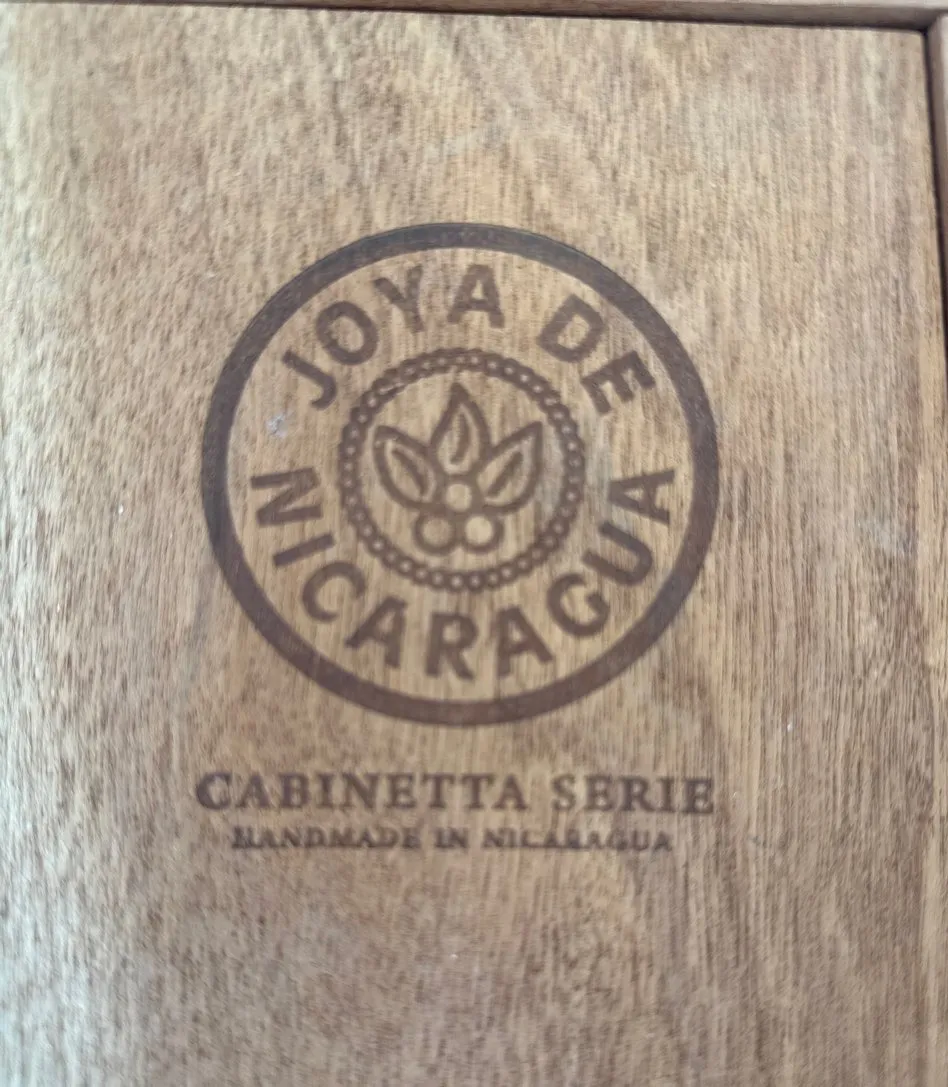 JOYA DE
NICARAGUA
CABINETTA SERIE
HANDMADE IN NICARAGUA